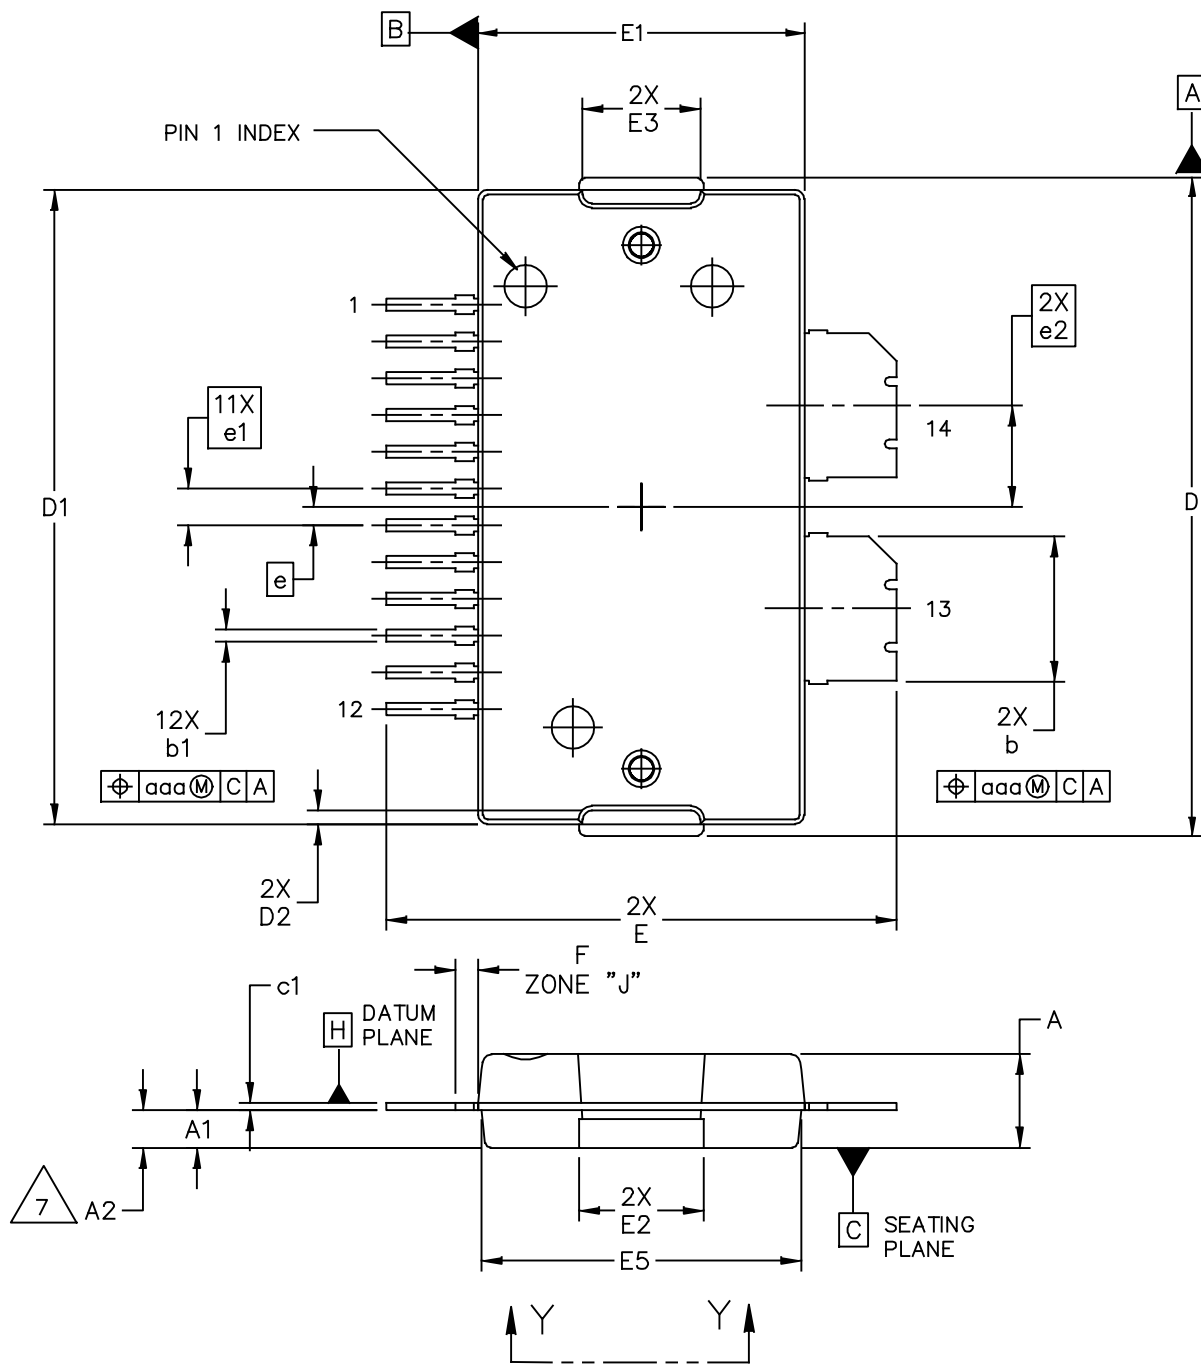 B
E1
2X
E3
A
PIN 1 INDEX
1
2X
e2
11X
e1
14
D1
D
e
13
12
12X
b1
2X
b
⌖ aaa Ⓜ C A
⌖ aaa Ⓜ C A
2X
D2
2X
E
F
ZONE "J"
c1
H
DATUM
PLANE
A
A1
7
A2
2X
E2
C
SEATING
PLANE
E5
Y
Y